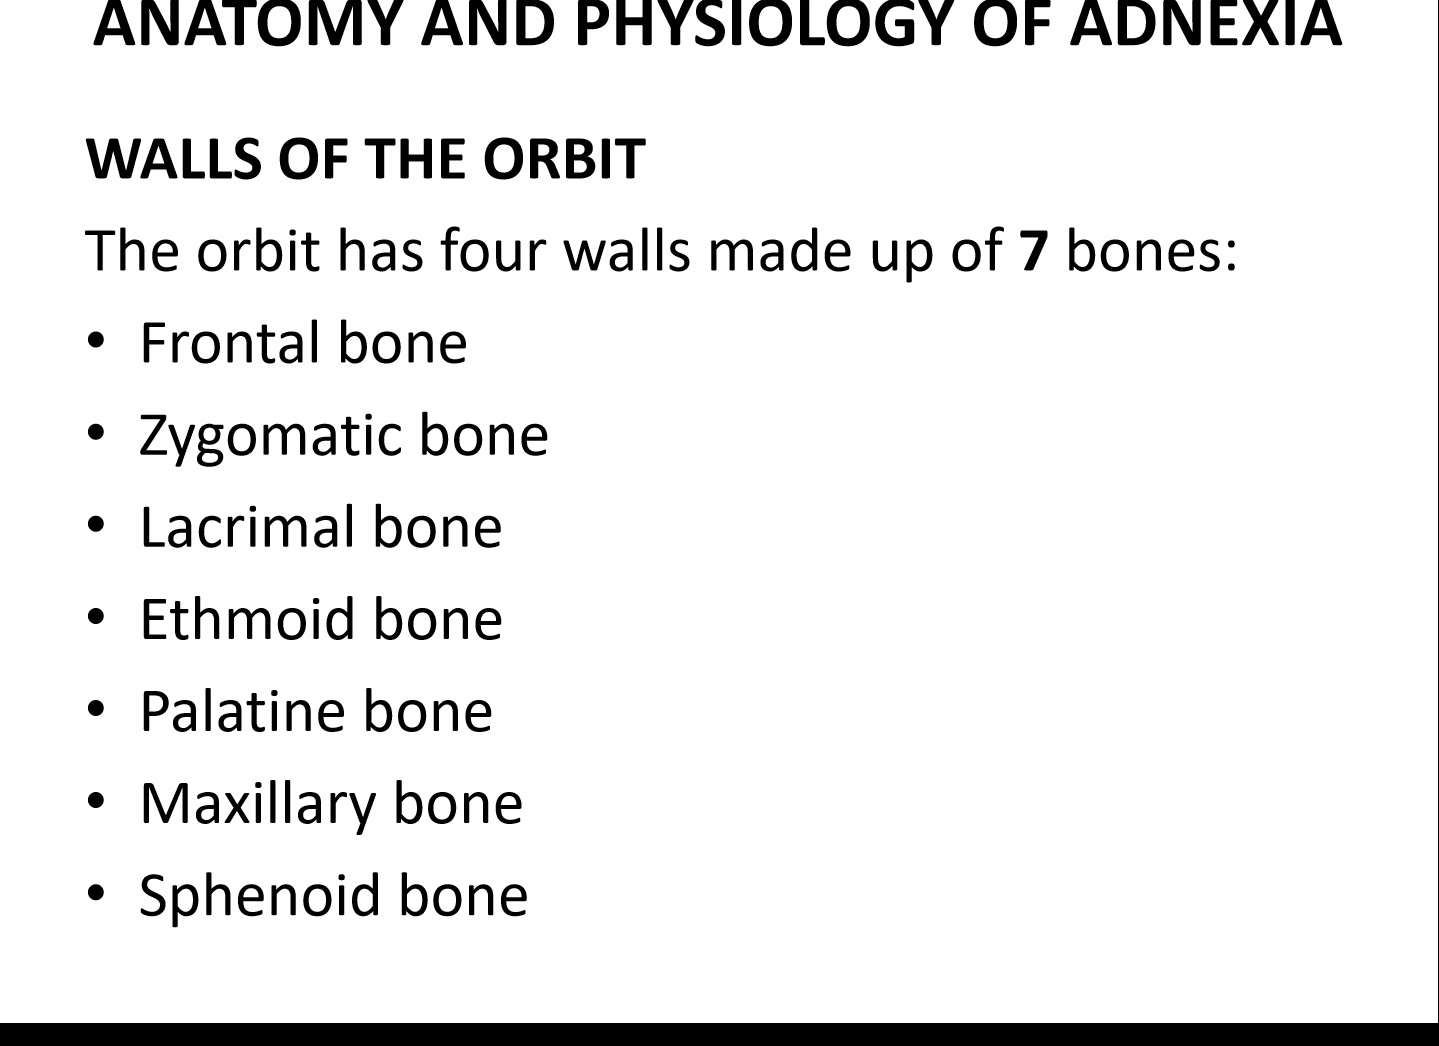 ANATOMY AND PHYSIOLOGY OF ADNEXIA
WALLS OF THE ORBIT
The orbit has four walls made up of 7 bones:
• Frontal bone
• Zygomatic bone
• Lacrimal bone
• Ethmoid bone
• Palatine bone
• Maxillary bone
• Sphenoid bone